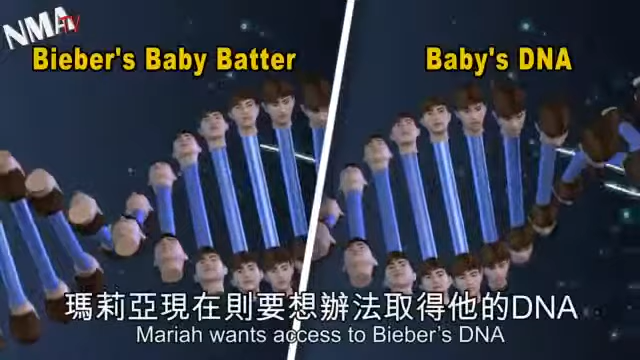 NMA TV
Bieber's Baby Batter
Baby's DNA
瑪莉亞現在則要想辦法取得他的DNA
Mariah wants access to Bieber's DNA